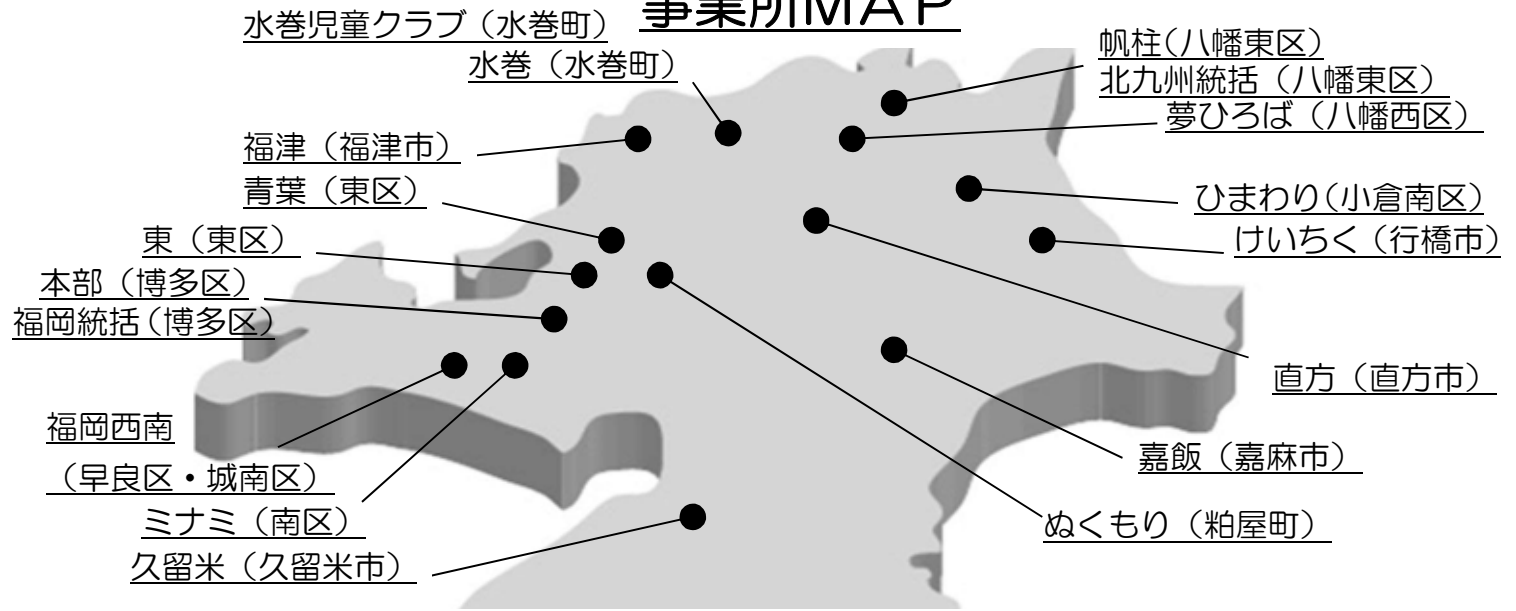 事業所MAP
水巻児童クラブ（水巻町）
水巻（水巻町）
帆柱(八幡東区）
北九州統括（八幡東区）
夢ひろば（八幡西区）
福津（福津市）
青葉（東区）
ひまわり(小倉南区）
東（東区）
けいちく（行橋市）
本部（博多区）
福岡統括（博多区）
直方（直方市）
福岡西南
（早良区・城南区）
嘉飯（嘉麻市）
ミナミ（南区）
ぬくもり（粕屋町）
久留米（久留米市）